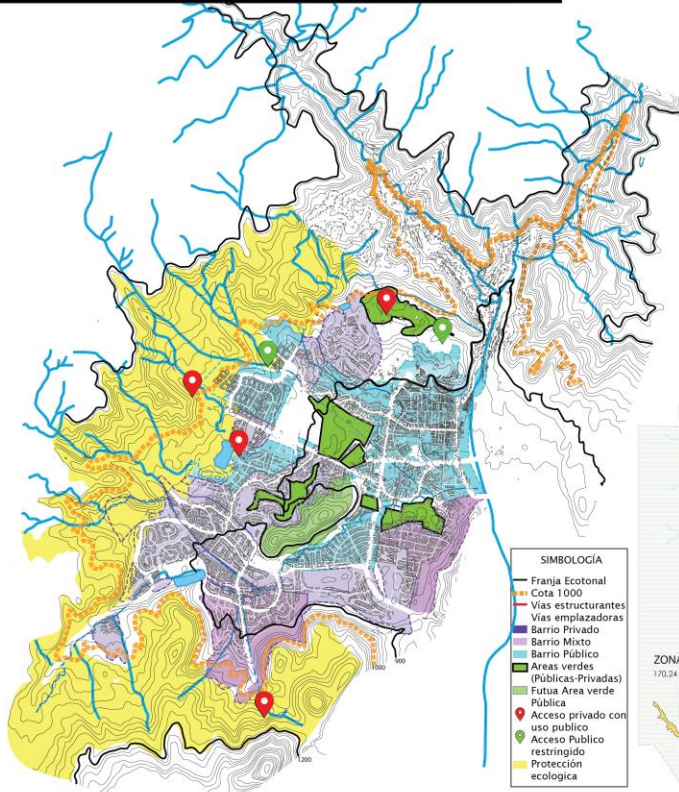 SIMBOLOGÍA
Franja Ecotonal
Cota 1000
Vías estructurantes
Vías emplazadoras
Barrio Privado
Barrio Mixto
Barrio Público
Areas verdes
(Públicas-Privadas)
Futua Area verde
Pública
Acceso privado con
uso publico
Acceso Publico
restringido
Protección
ecologica
ZONA
170.24
1000
900
1200